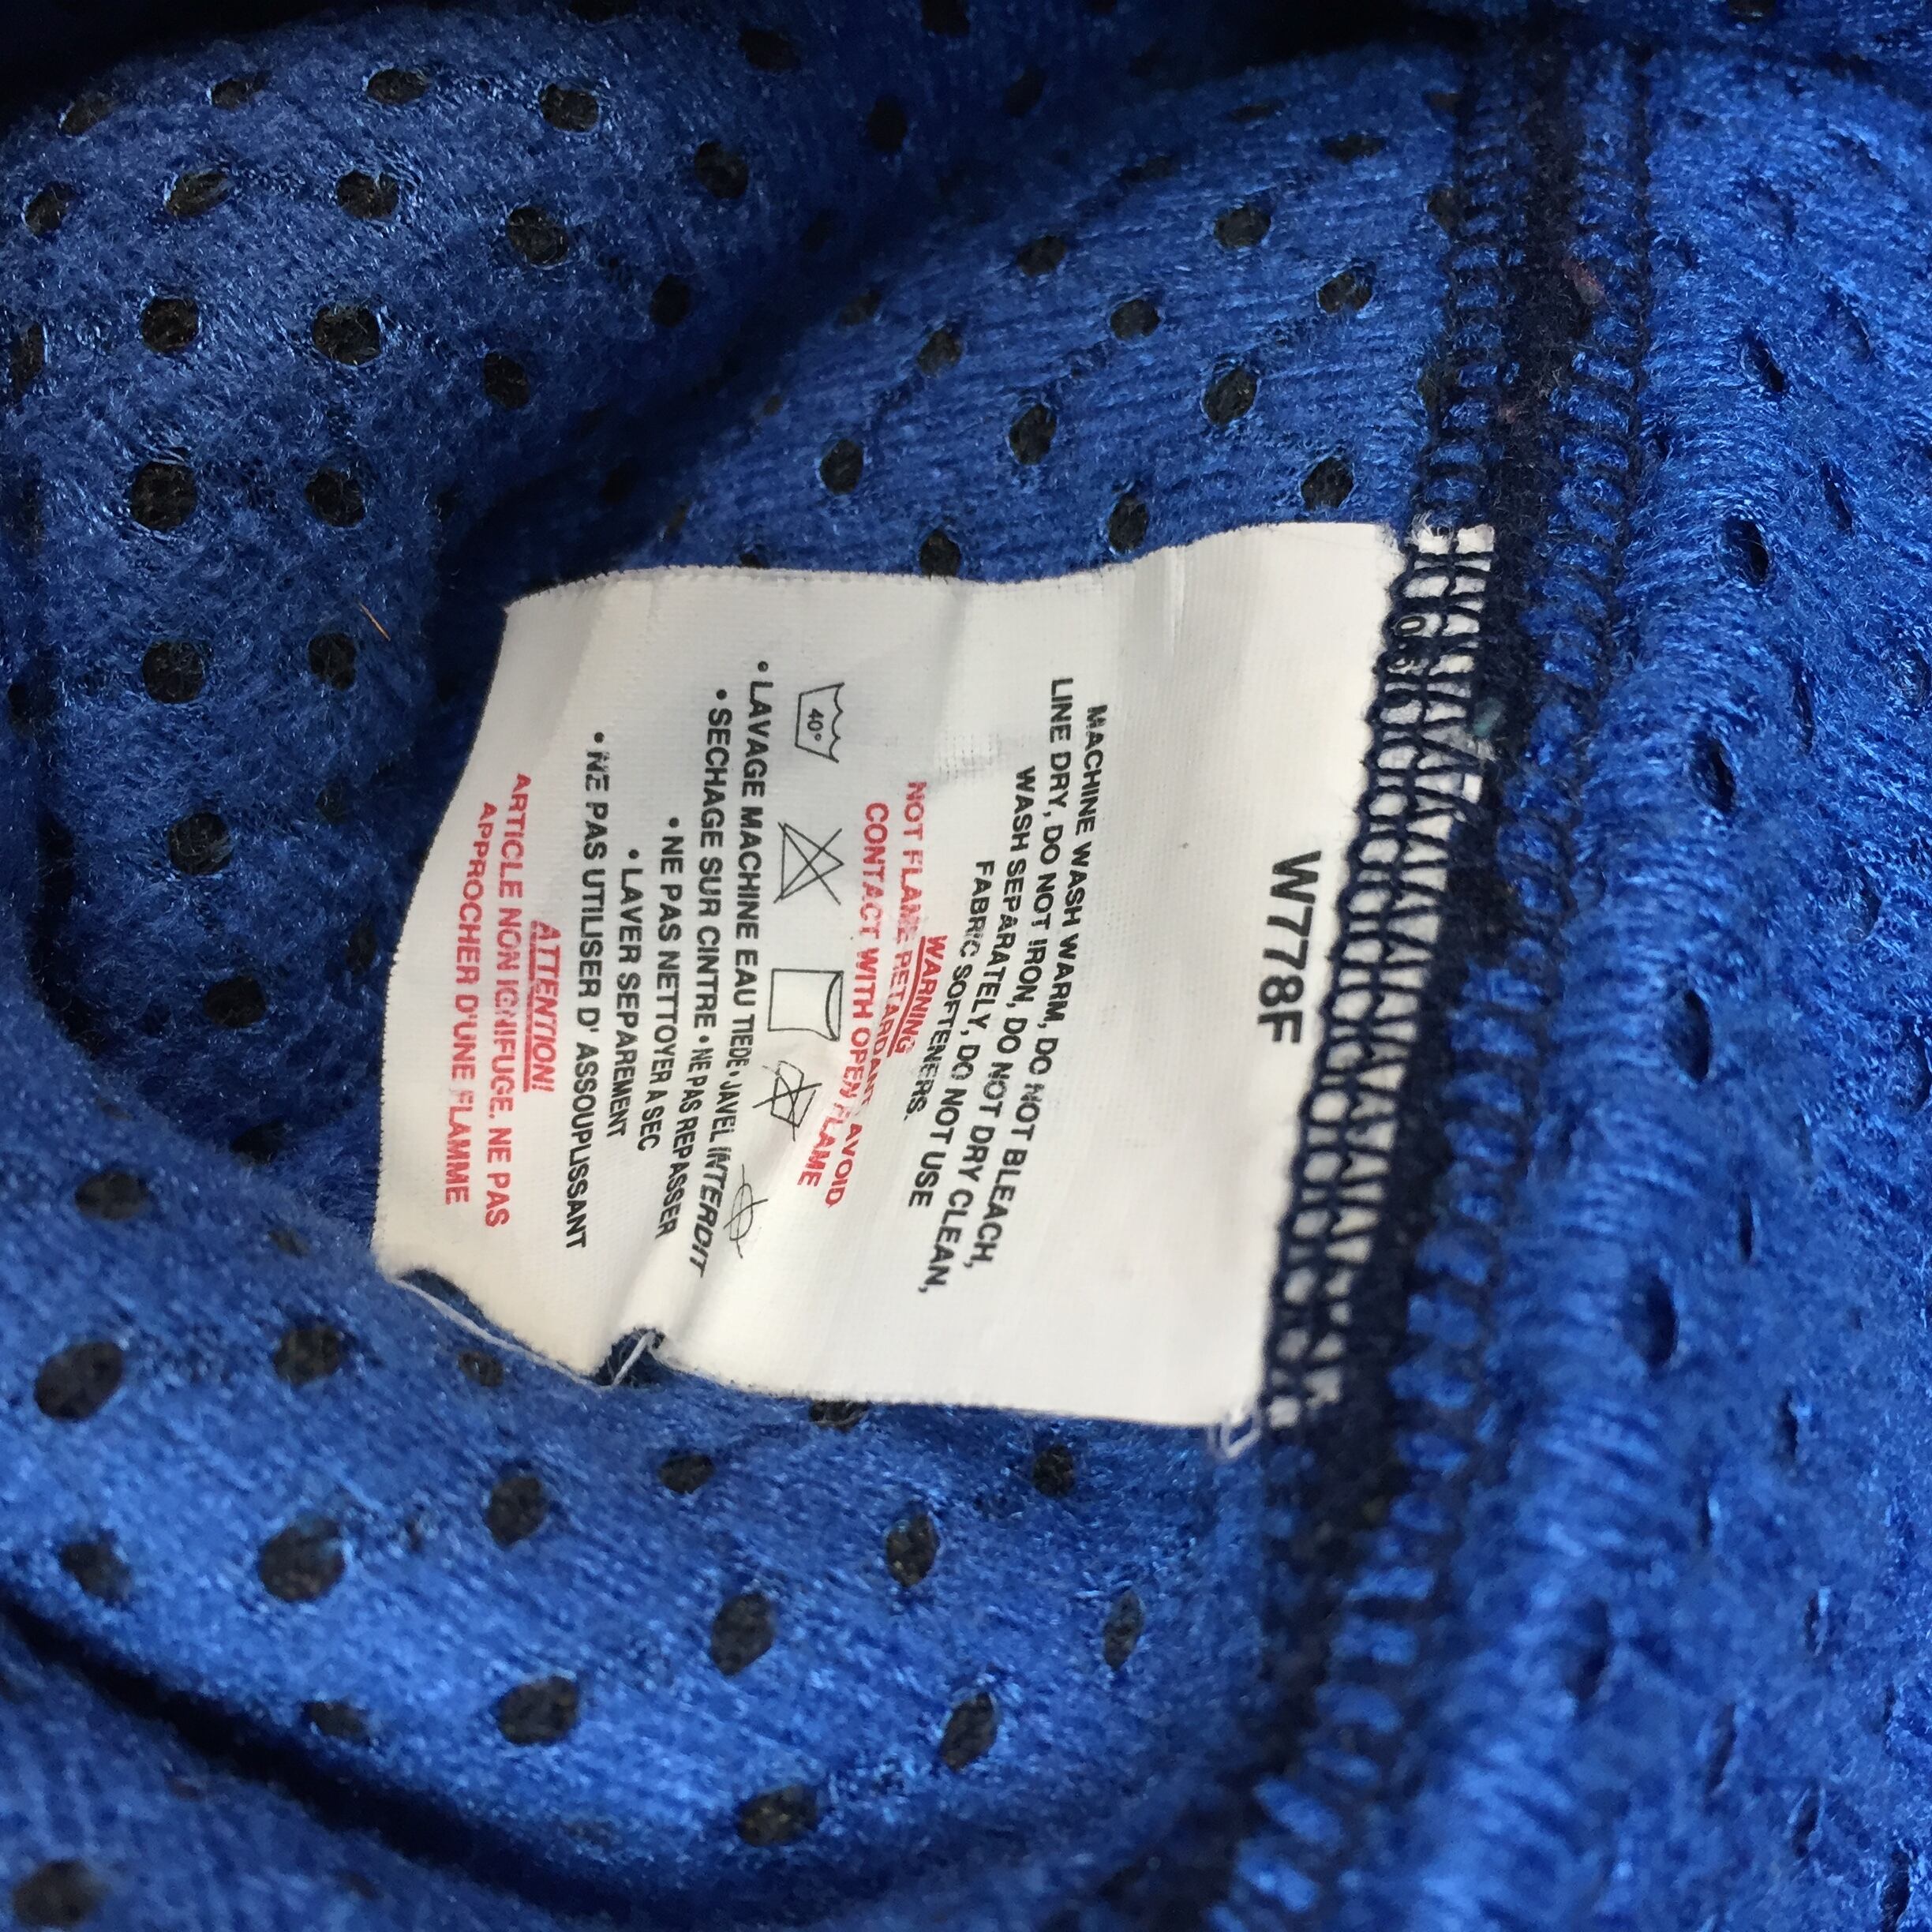 W778F
MACHINE WASH WARM, DO NOT BLEACH,
LINE DRY, DO NOT IRON, DO NOT DRY CLEAN,
WASH SEPARATELY, DO NOT USE
FABRIC SOFTENERS.
WARNING
NOT FLAME RETARDANT AVOID
CONTACT WITH OPEN FLAME
40°
• LAVAGE MACHINE EAU TIEDE • JAVEL INTERDIT
• SECHAGE SUR CINTRE • NE PAS REPASSER
• NE PAS NETTOYER A SEC
• LAVER SEPAREMENT
• NE PAS UTILISER D' ASSOUPLISSANT
ATTENTION!
ARTICLE NON IGNIFUGE. NE PAS
APPROCHER D'UNE FLAMME